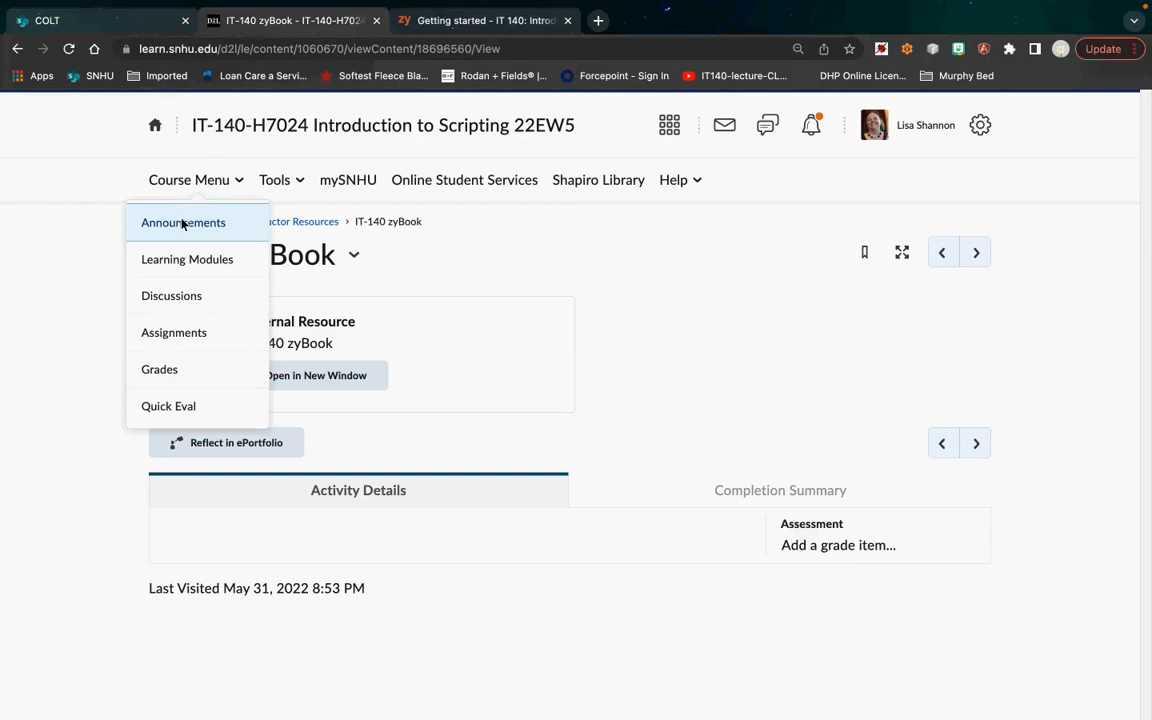 COLT
D2L IT-140 zyBook - IT-140-H7024
zy Getting started - IT 140: Introd
learn.snhu.edu/d2l/le/content/1060670/viewContent/18696560/View
Update
Apps SNHU Imported Loan Care a Servi... Softest Fleece Bla... R+F Rodan + Fields® |... Forcepoint - Sign In IT140-lecture-CL... DHP Online Licen... Murphy Bed
IT-140-H7024 Introduction to Scripting 22EW5
Lisa Shannon
Course Menu Tools mySNHU Online Student Services Shapiro Library Help
Announcements
Learning Modules
Discussions
Assignments
Grades
Quick Eval
uctor Resources › IT-140 zyBook
Book
ernal Resource
40 zyBook
Open in New Window
Reflect in ePortfolio
Activity Details
Completion Summary
Assessment
Add a grade item...
Last Visited May 31, 2022 8:53 PM